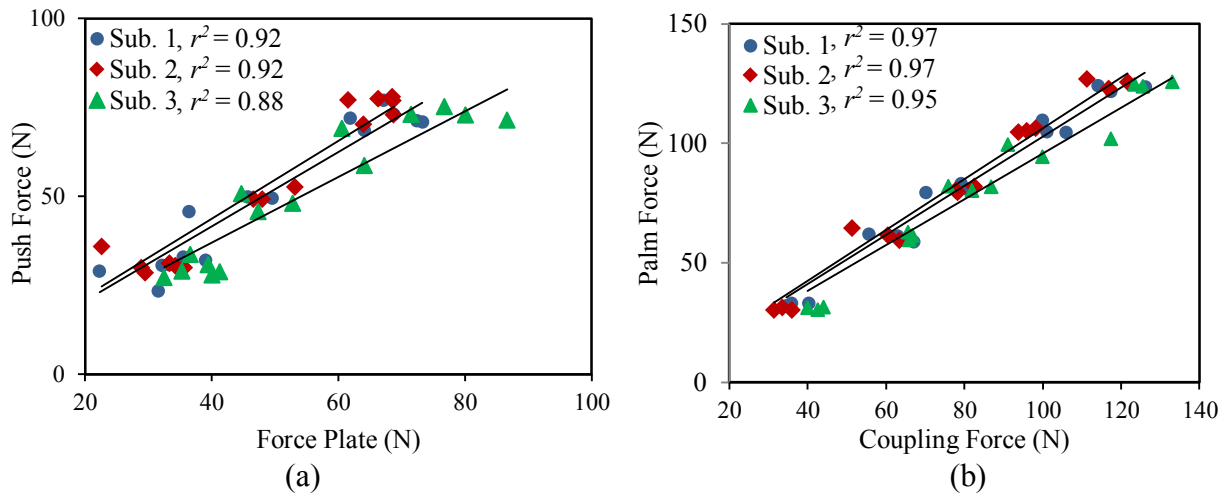 100
Sub. 1, r² = 0.92
Sub. 2, r² = 0.92
Sub. 3, r² = 0.88
50
0
Push Force (N)
20 40 60 80 100
Force Plate (N)
(a)
150
Sub. 1, r² = 0.97
Sub. 2, r² = 0.97
Sub. 3, r² = 0.95
100
50
0
Palm Force (N)
20 40 60 80 100 120 140
Coupling Force (N)
(b)